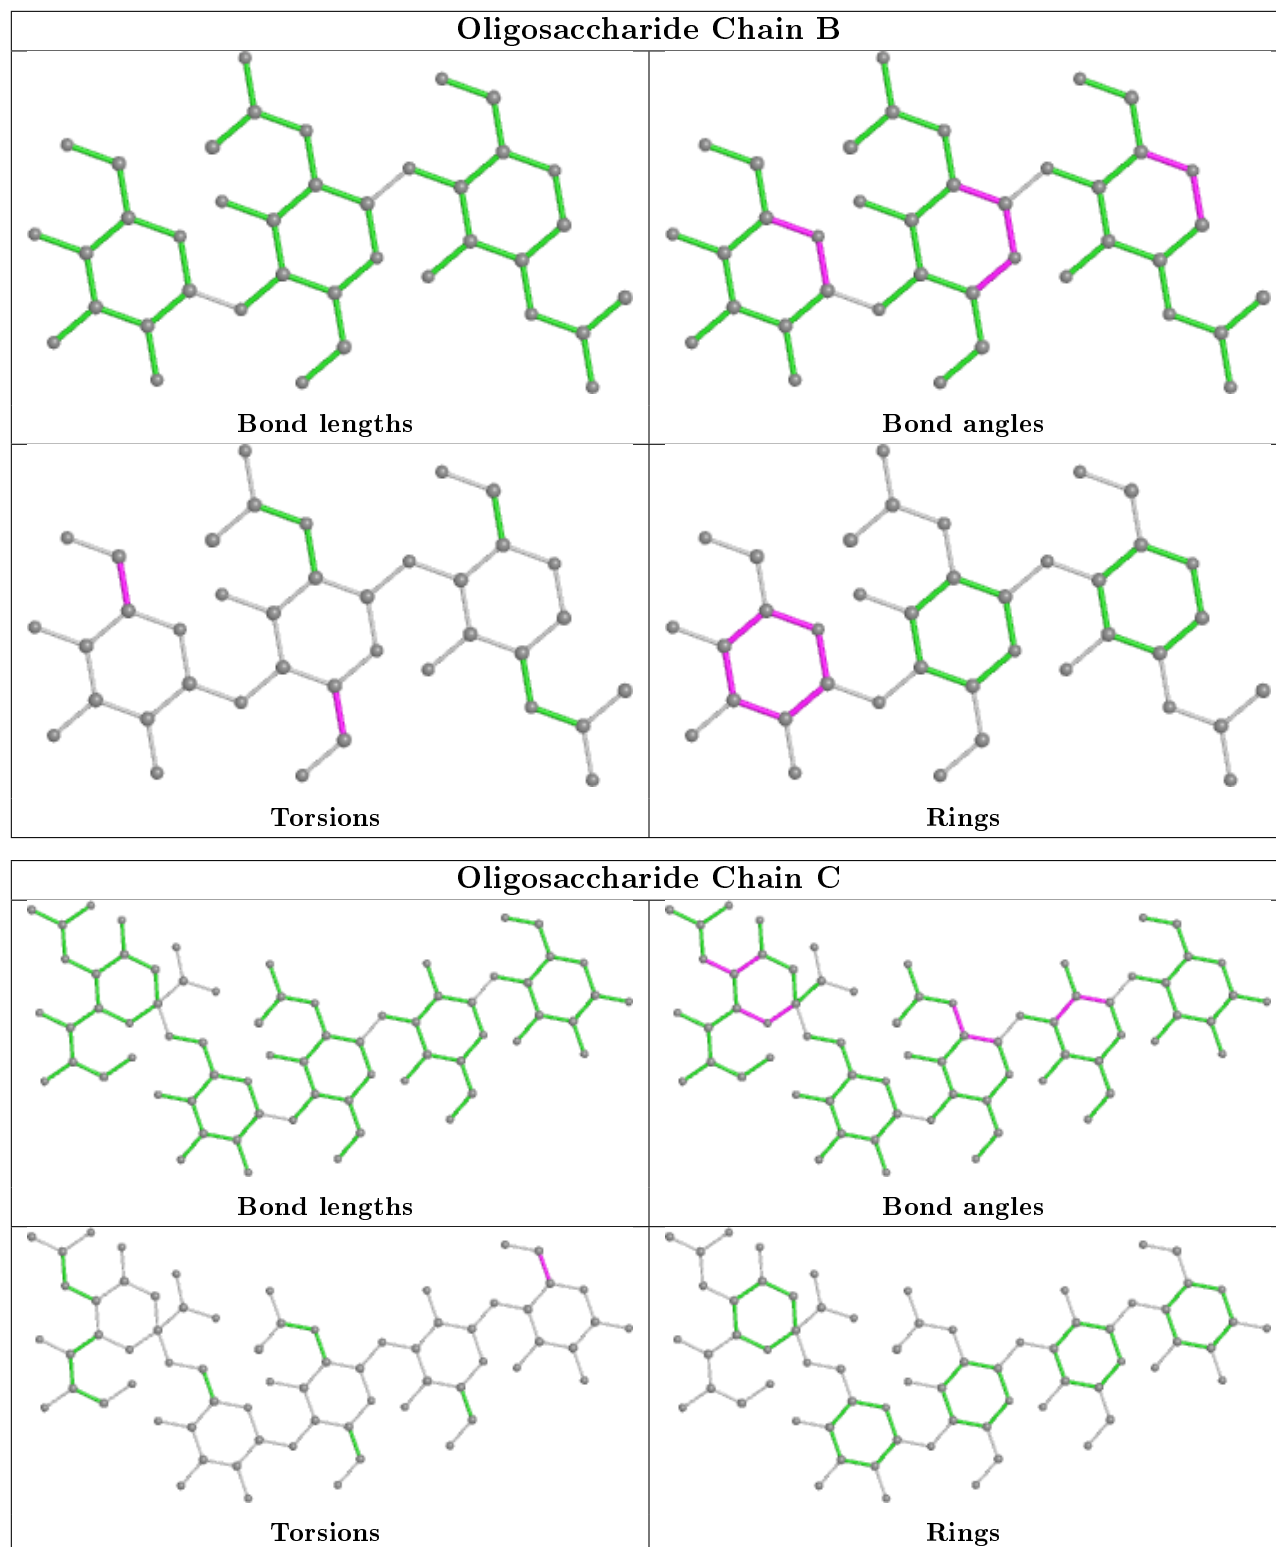 Oligosaccharide Chain B
Bond lengths
Bond angles
Torsions
Rings
Oligosaccharide Chain C
Bond lengths
Bond angles
Torsions
Rings